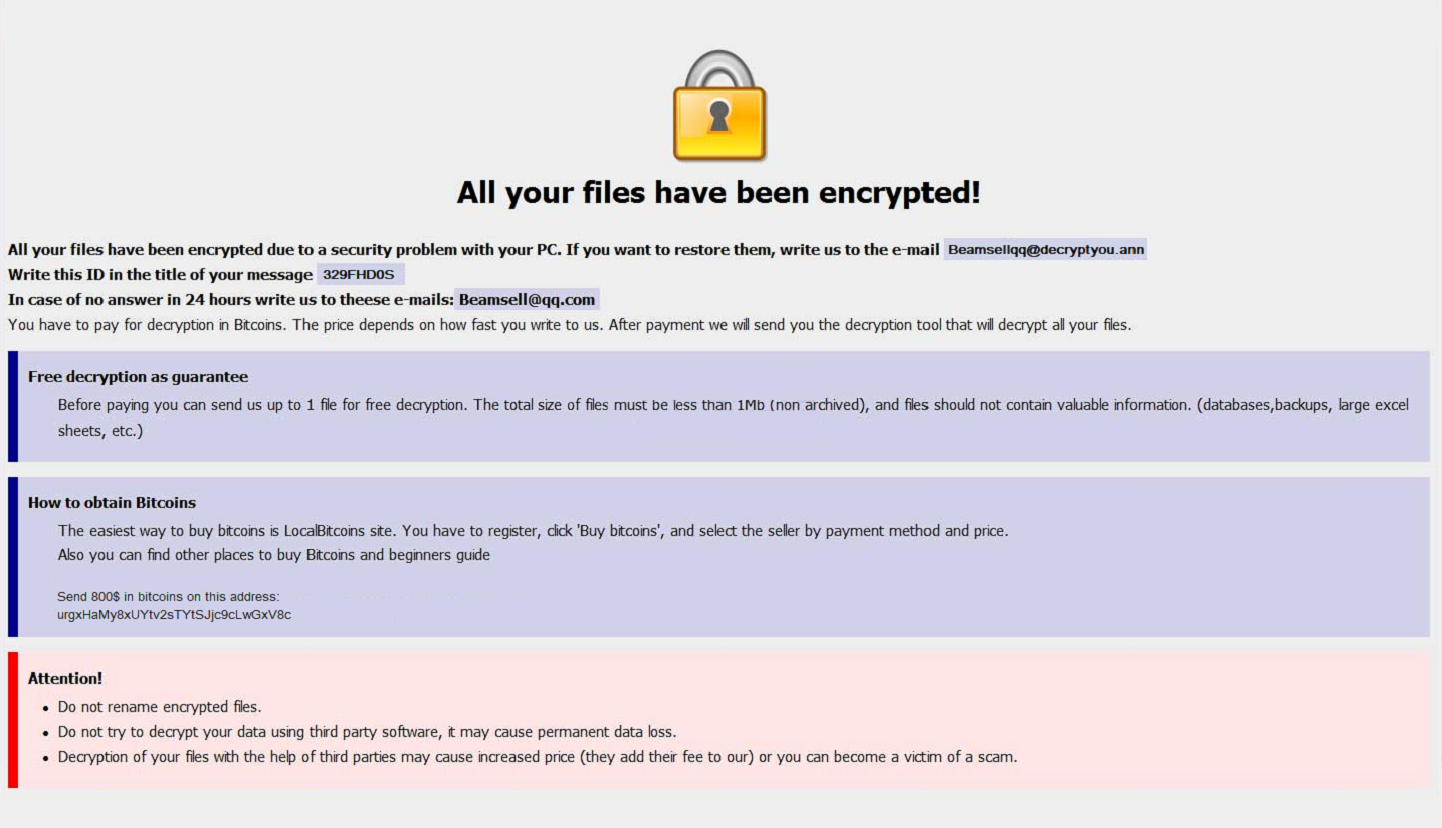 All your files have been encrypted!
All your files have been encrypted due to a security problem with your PC. If you want to restore them, write us to the e-mail Beamsellqq@decryptyou.ann
Write this ID in the title of your message 329FHD0S
In case of no answer in 24 hours write us to theese e-mails: Beamsell@qq.com
You have to pay for decryption in Bitcoins. The price depends on how fast you write to us. After payment we will send you the decryption tool that will decrypt all your files.
Free decryption as guarantee
Before paying you can send us up to 1 file for free decryption. The total size of files must be less than 1Mb (non archived), and files should not contain valuable information. (databases,backups, large excel
sheets, etc.)
How to obtain Bitcoins
The easiest way to buy bitcoins is LocalBitcoins site. You have to register, click 'Buy bitcoins', and select the seller by payment method and price.
Also you can find other places to buy Bitcoins and beginners guide
Send 800$ in bitcoins on this address:
urgxHaMy8xUYtv2sTYtSJjc9cLwGxV8c
Attention!
• Do not rename encrypted files.
• Do not try to decrypt your data using third party software, it may cause permanent data loss.
• Decryption of your files with the help of third parties may cause increased price (they add their fee to our) or you can become a victim of a scam.